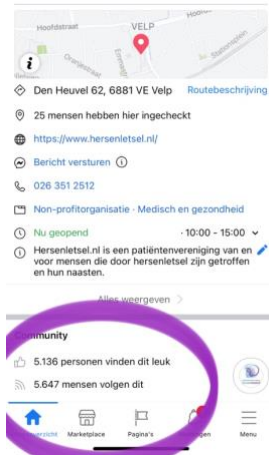 Hoofdstraat
VELP
Oranjestraat
Stationsplein
Den Heuvel 62, 6881 VE Velp Routebeschrijving
25 mensen hebben hier ingecheckt
https://www.hersenletsel.nl/
Bericht versturen
026 351 2512
Non-profitorganisatie · Medisch en gezondheid
Nu geopend · 10:00 - 15:00
Hersenletsel.nl is een patiëntenvereniging van en
voor mensen die door hersenletsel zijn getroffen
en hun naasten.
Alles weergeven
Community
5.136 personen vinden dit leuk
5.647 mensen volgen dit
Marketplace Pagina's Menu